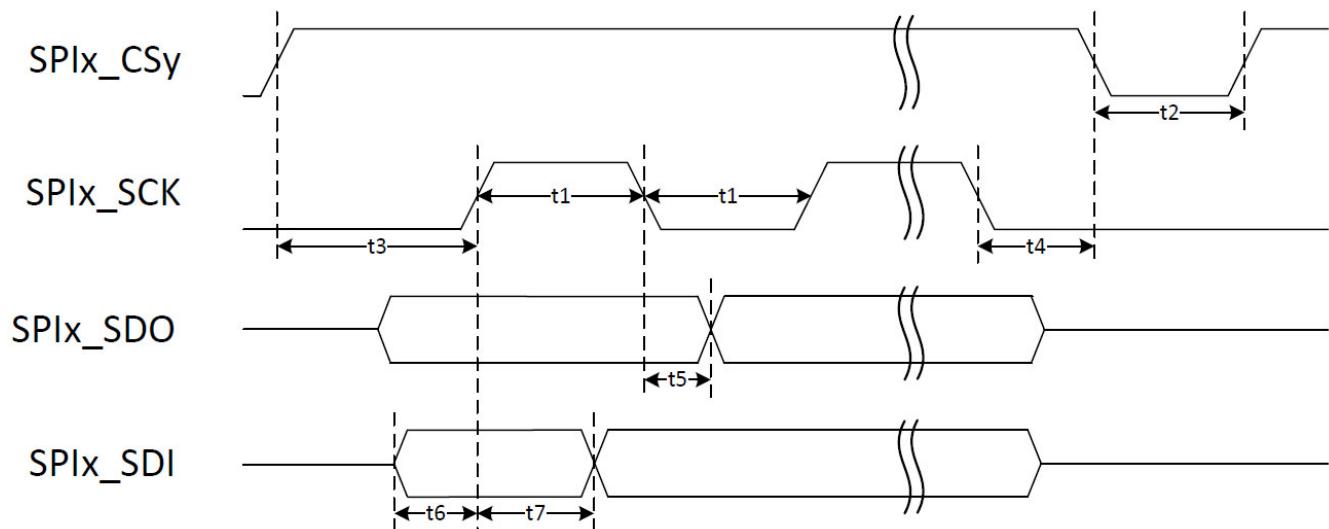 SPIx_CSy
t2
SPIx_SCK
t1 t1
t3 t4
SPIx_SDO
t5
SPIx_SDI
t6 t7